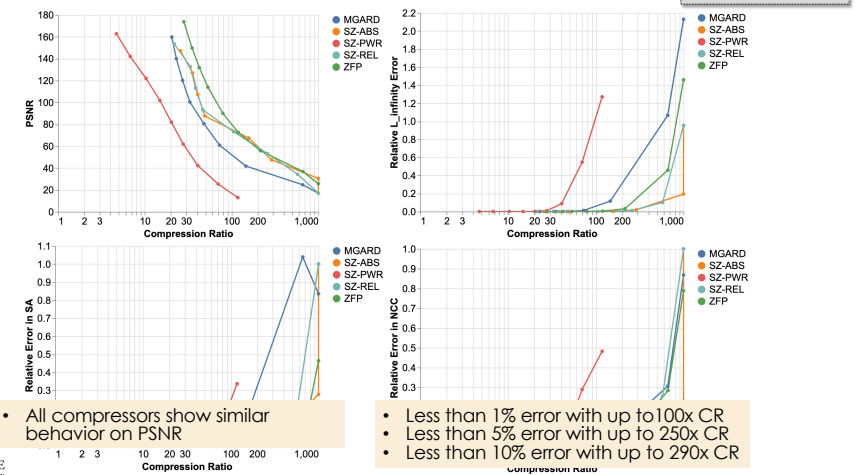 180
160
140
120
100
80
60
40
20
0
PSNR
1 2 3 10 20 30 100 200 1,000
Compression Ratio
MGARD
SZ-ABS
SZ-PWR
SZ-REL
ZFP
2.2
2.0
1.8
1.6
1.4
1.2
1.0
0.8
0.6
0.4
0.2
0.0
Relative L_infinity Error
1 2 3 10 20 30 100 200 1,000
Compression Ratio
MGARD
SZ-ABS
SZ-PWR
SZ-REL
ZFP
1.1
1.0
0.9
0.8
0.7
0.6
0.5
0.4
0.3
Relative Error in SA
1 2 3 10 20 30 100 200 1,000
Compression Ratio
MGARD
SZ-ABS
SZ-PWR
SZ-REL
ZFP
1.0
0.9
0.8
0.7
0.6
0.5
0.4
0.3
Relative Error in NCC
Compression Ratio
MGARD
SZ-ABS
SZ-PWR
SZ-REL
ZFP
• All compressors show similar
behavior on PSNR
• Less than 1% error with up to100x CR
• Less than 5% error with up to 250x CR
• Less than 10% error with up to 290x CR
E